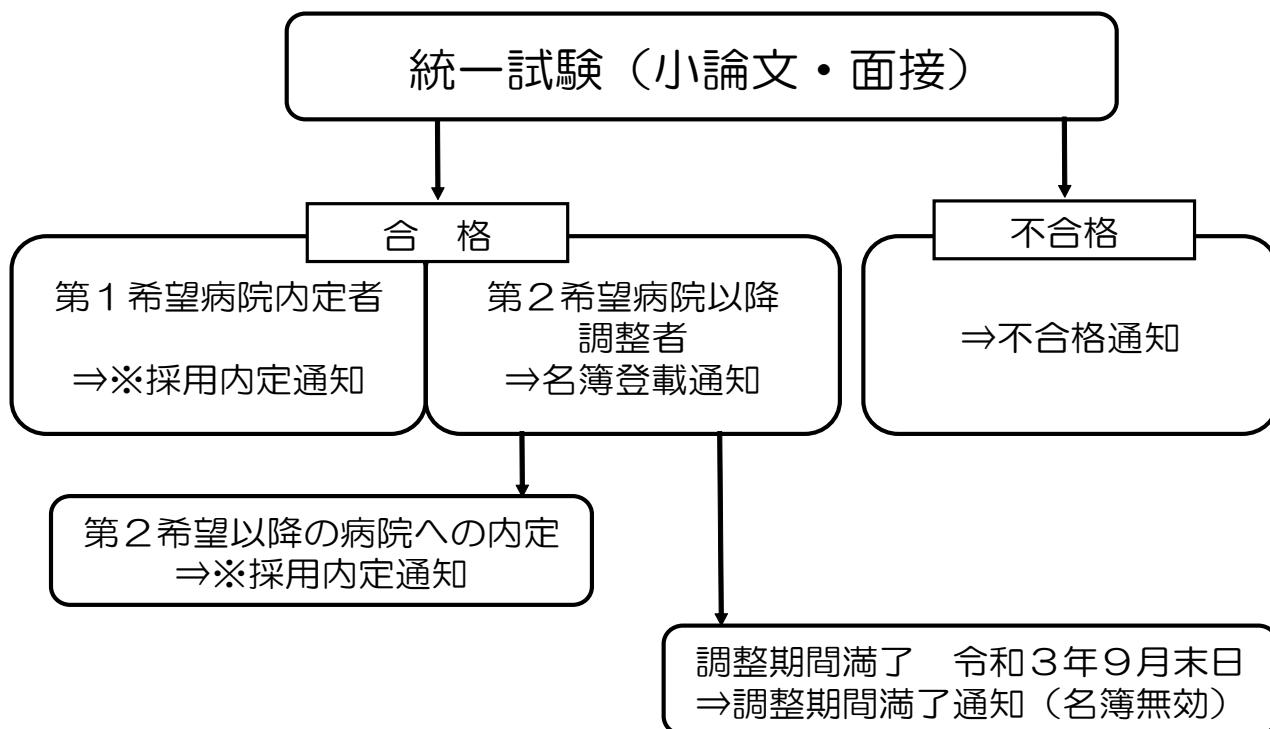 統一試験（小論文・面接）
合　格
不合格
第１希望病院内定者
⇒※採用内定通知
第２希望病院以降
調整者
⇒名簿登載通知
⇒不合格通知
第２希望以降の病院への内定
⇒※採用内定通知
調整期間満了　令和３年９月末日
⇒調整期間満了通知（名簿無効）